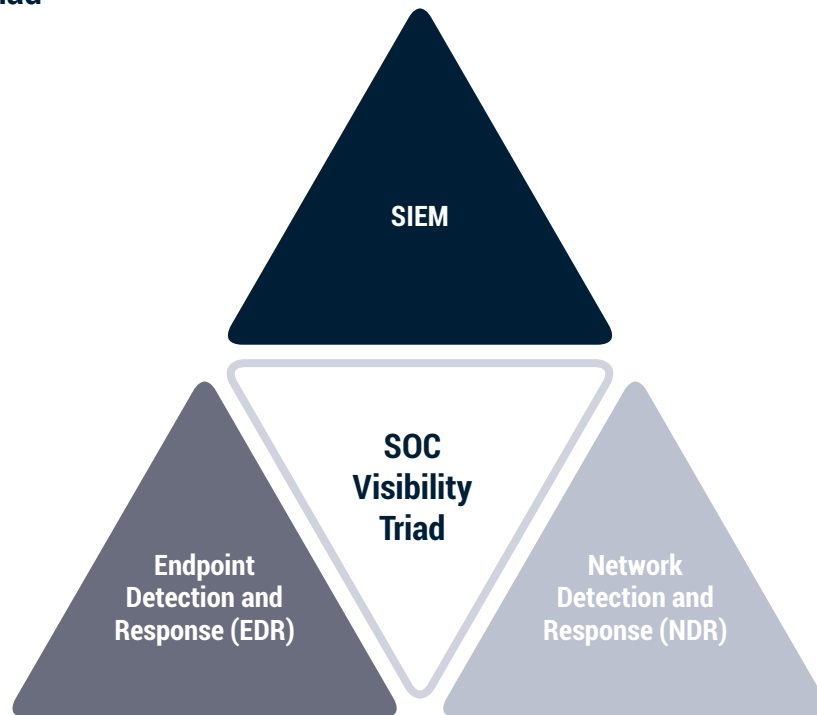 SIEM
SOC
Visibility
Triad
Endpoint
Detection and
Response (EDR)
Network
Detection and
Response (NDR)